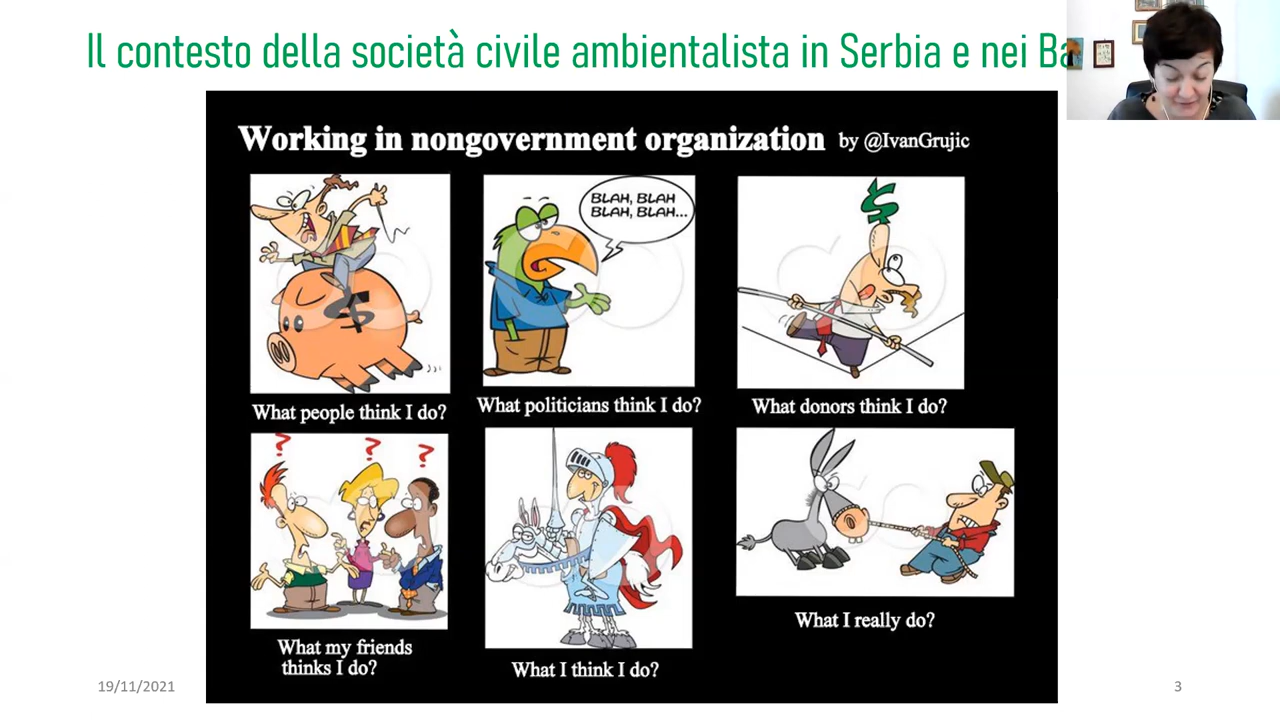 Il contesto della società civile ambientalista in Serbia e nei
Working in nongovernment organization by @IvanGrujic
BLAH, BLAH
BLAH, BLAH...
$
$
What people think I do?
What politicians think I do?
What donors think I do?
? ? ?
What my friends
thinks I do?
What I think I do?
What I really do?
19/11/2021
3